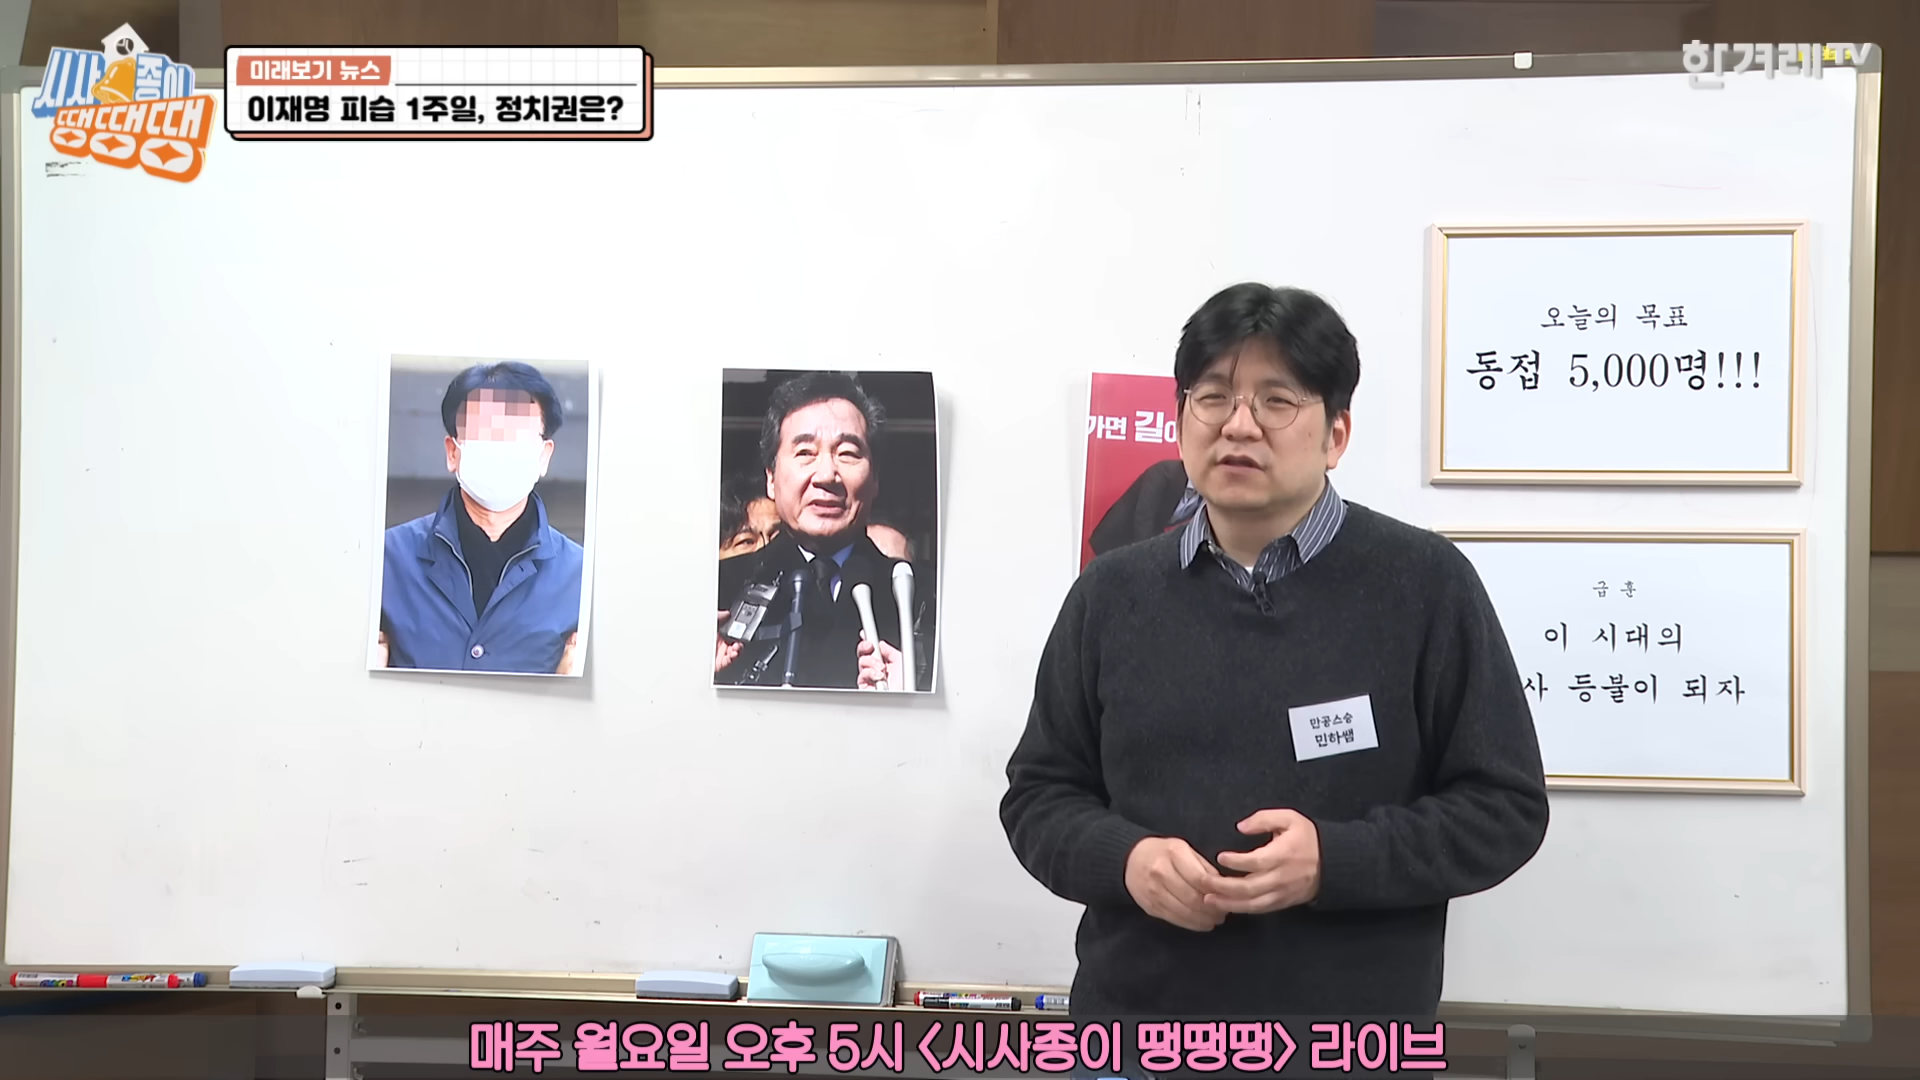 시사종이
땡땡땡
미래보기 뉴스
이재명 피습 1주일, 정치권은?
한겨레TV
오늘의 목표
동접 5,000명!!!
가면 길이
급훈
이 시대의
사 등불이 되자
만공스승
민하쌤
매주 월요일 오후 5시 <시사종이 땡땡땡> 라이브